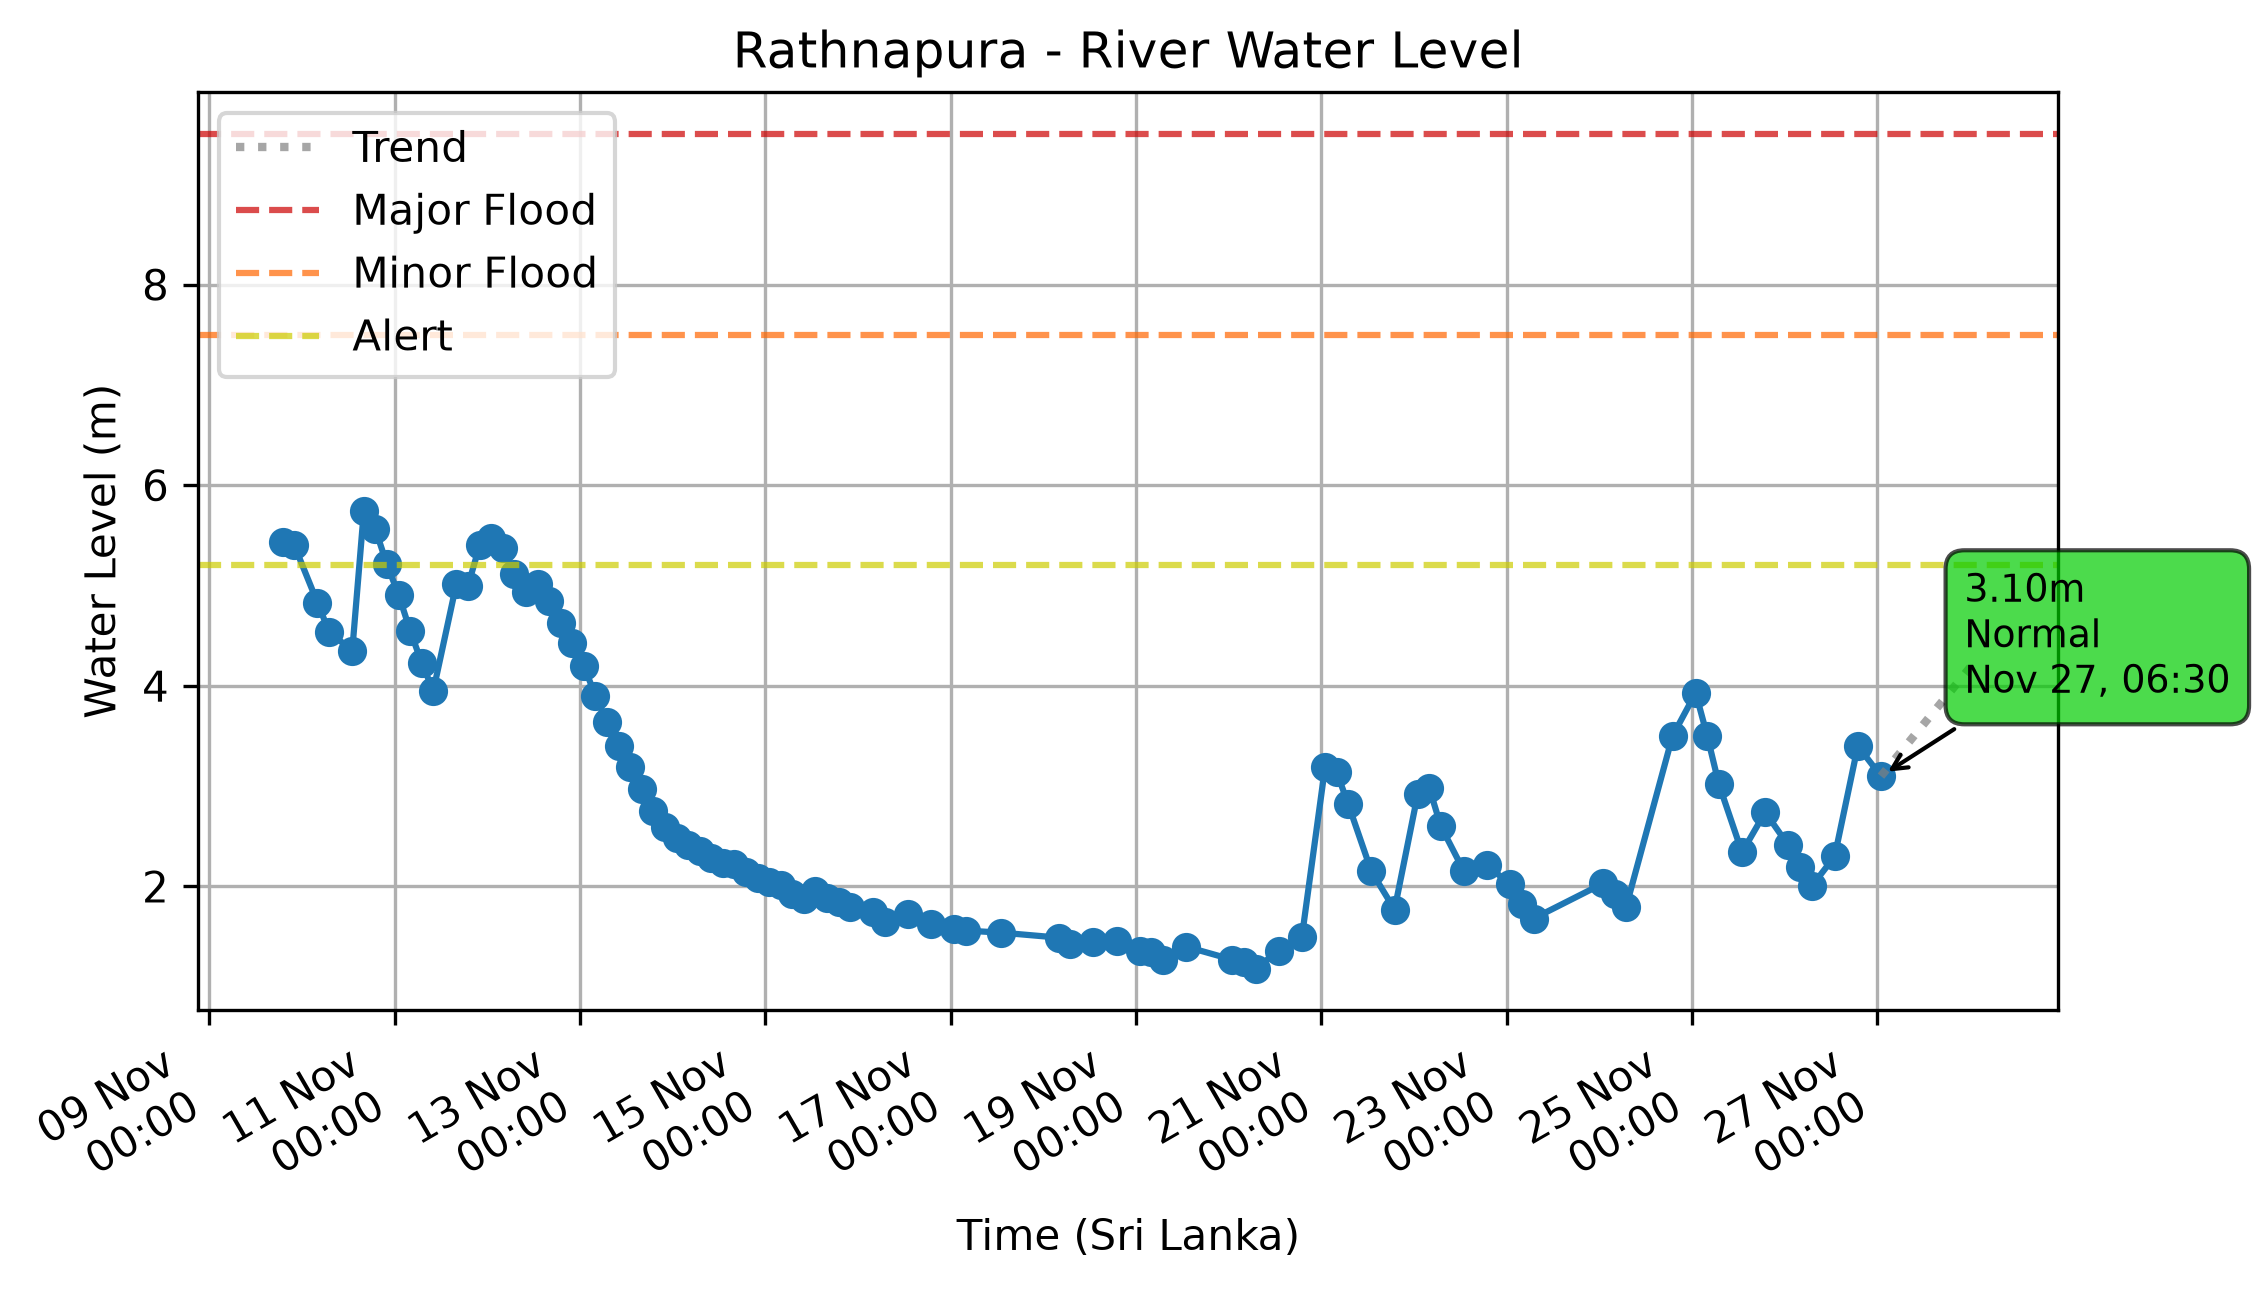 Rathnapura - River Water Level
Trend
Major Flood
Minor Flood
Alert
8
6
4
2
Water Level (m)
3.10m
Normal
Nov 27, 06:30
09 Nov
00:00
11 Nov
00:00
13 Nov
00:00
15 Nov
00:00
17 Nov
00:00
19 Nov
00:00
21 Nov
00:00
23 Nov
00:00
25 Nov
00:00
27 Nov
00:00
Time (Sri Lanka)